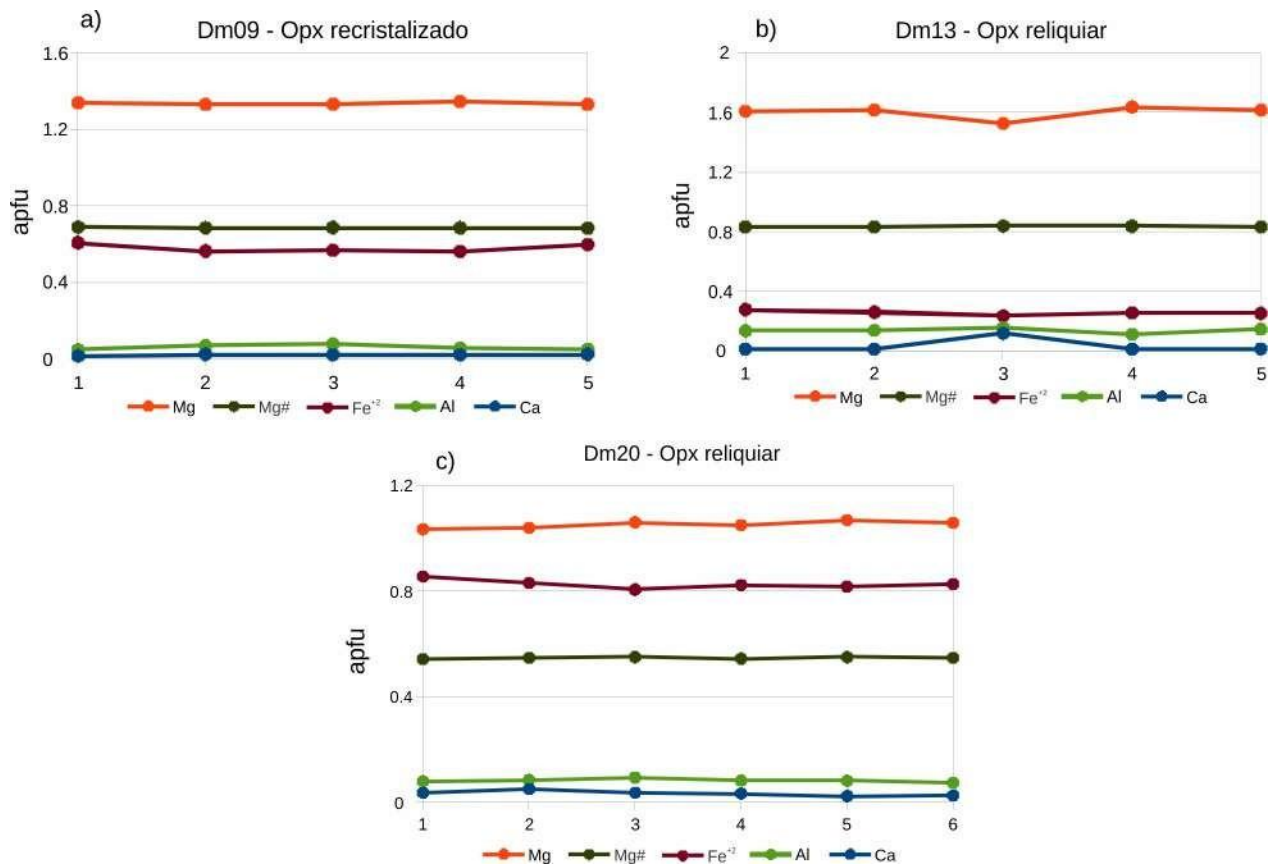 a)
Dm09 - Opx recristalizado
1.6
1.2
0.8
0.4
0
apfu
1 2 3 4 5
Mg Mg# Fe⁺² Al Ca
b)
Dm13 - Opx reliquiar
2
1.6
1.2
0.8
0.4
0
apfu
1 2 3 4 5
Mg Mg# Fe⁺² Al Ca
c)
Dm20 - Opx reliquiar
1.2
0.8
0.4
0
apfu
1 2 3 4 5 6
Mg Mg# Fe⁺² Al Ca